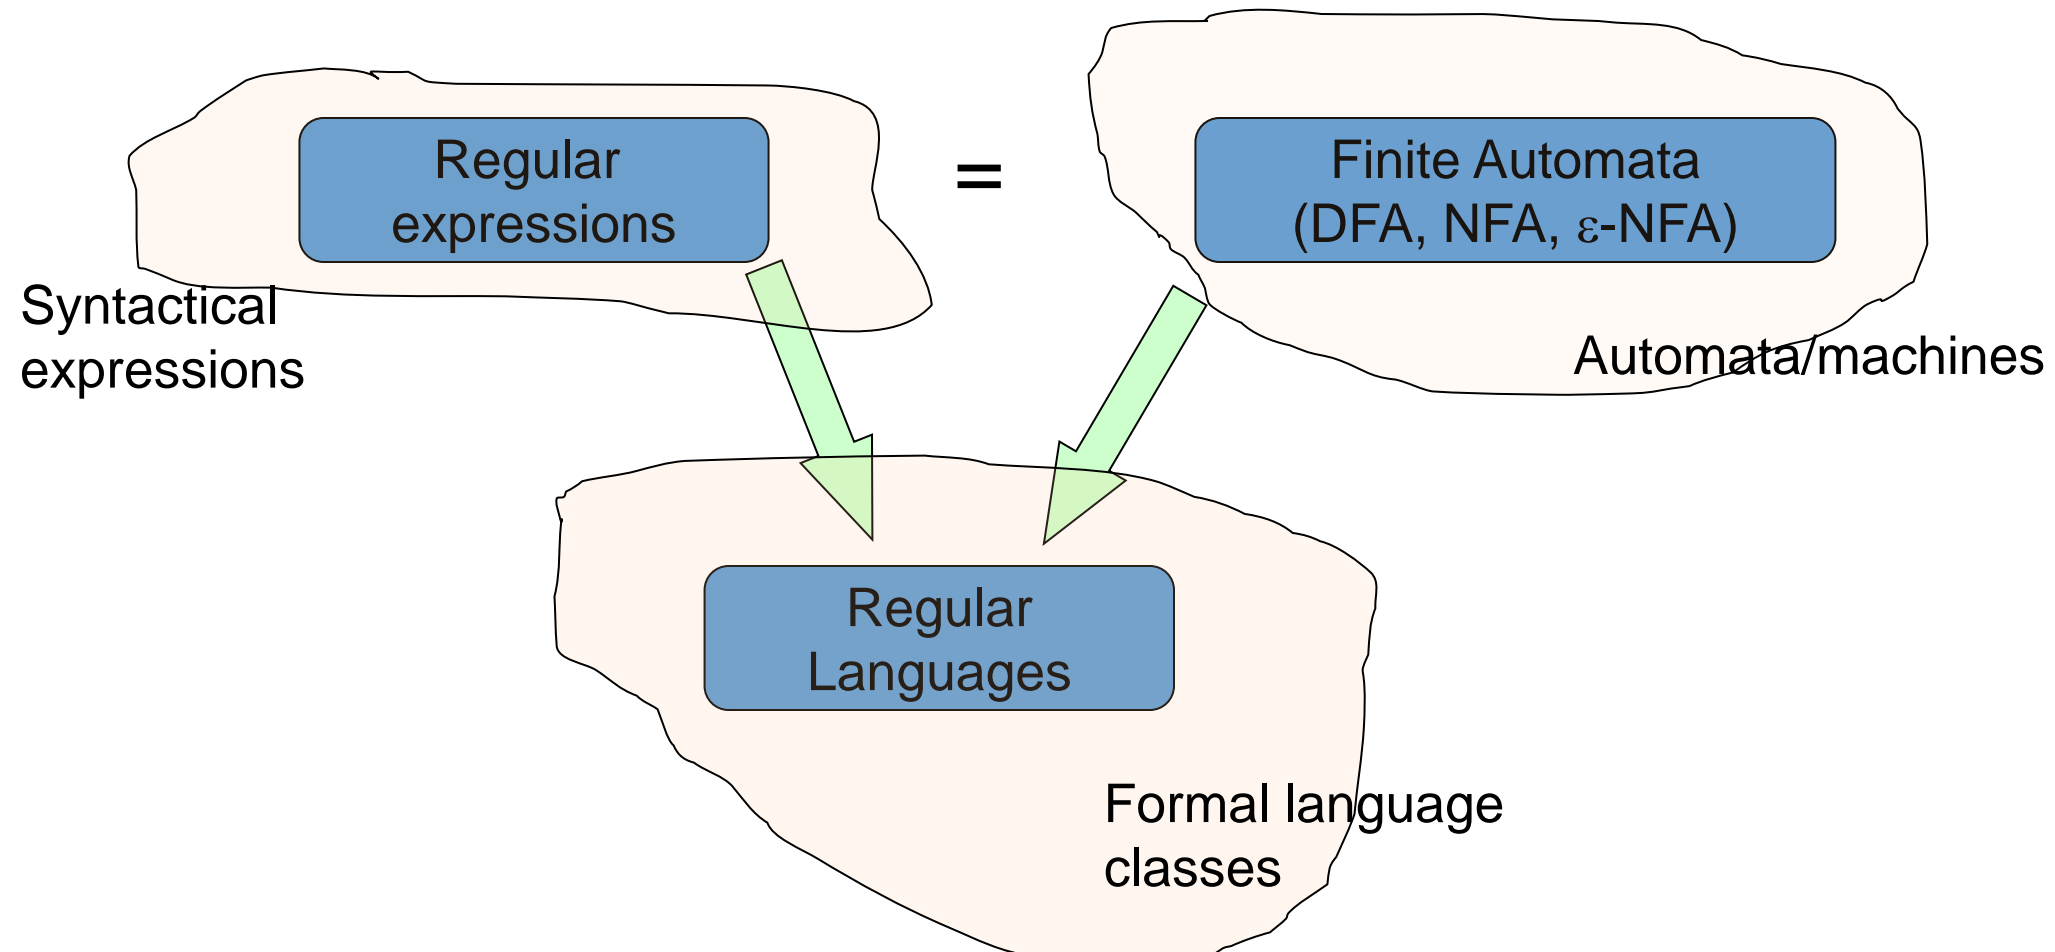 Regular
expressions
=
Finite Automata
(DFA, NFA, ε-NFA)
Syntactical
expressions
Automata/machines
Regular
Languages
Formal language
classes